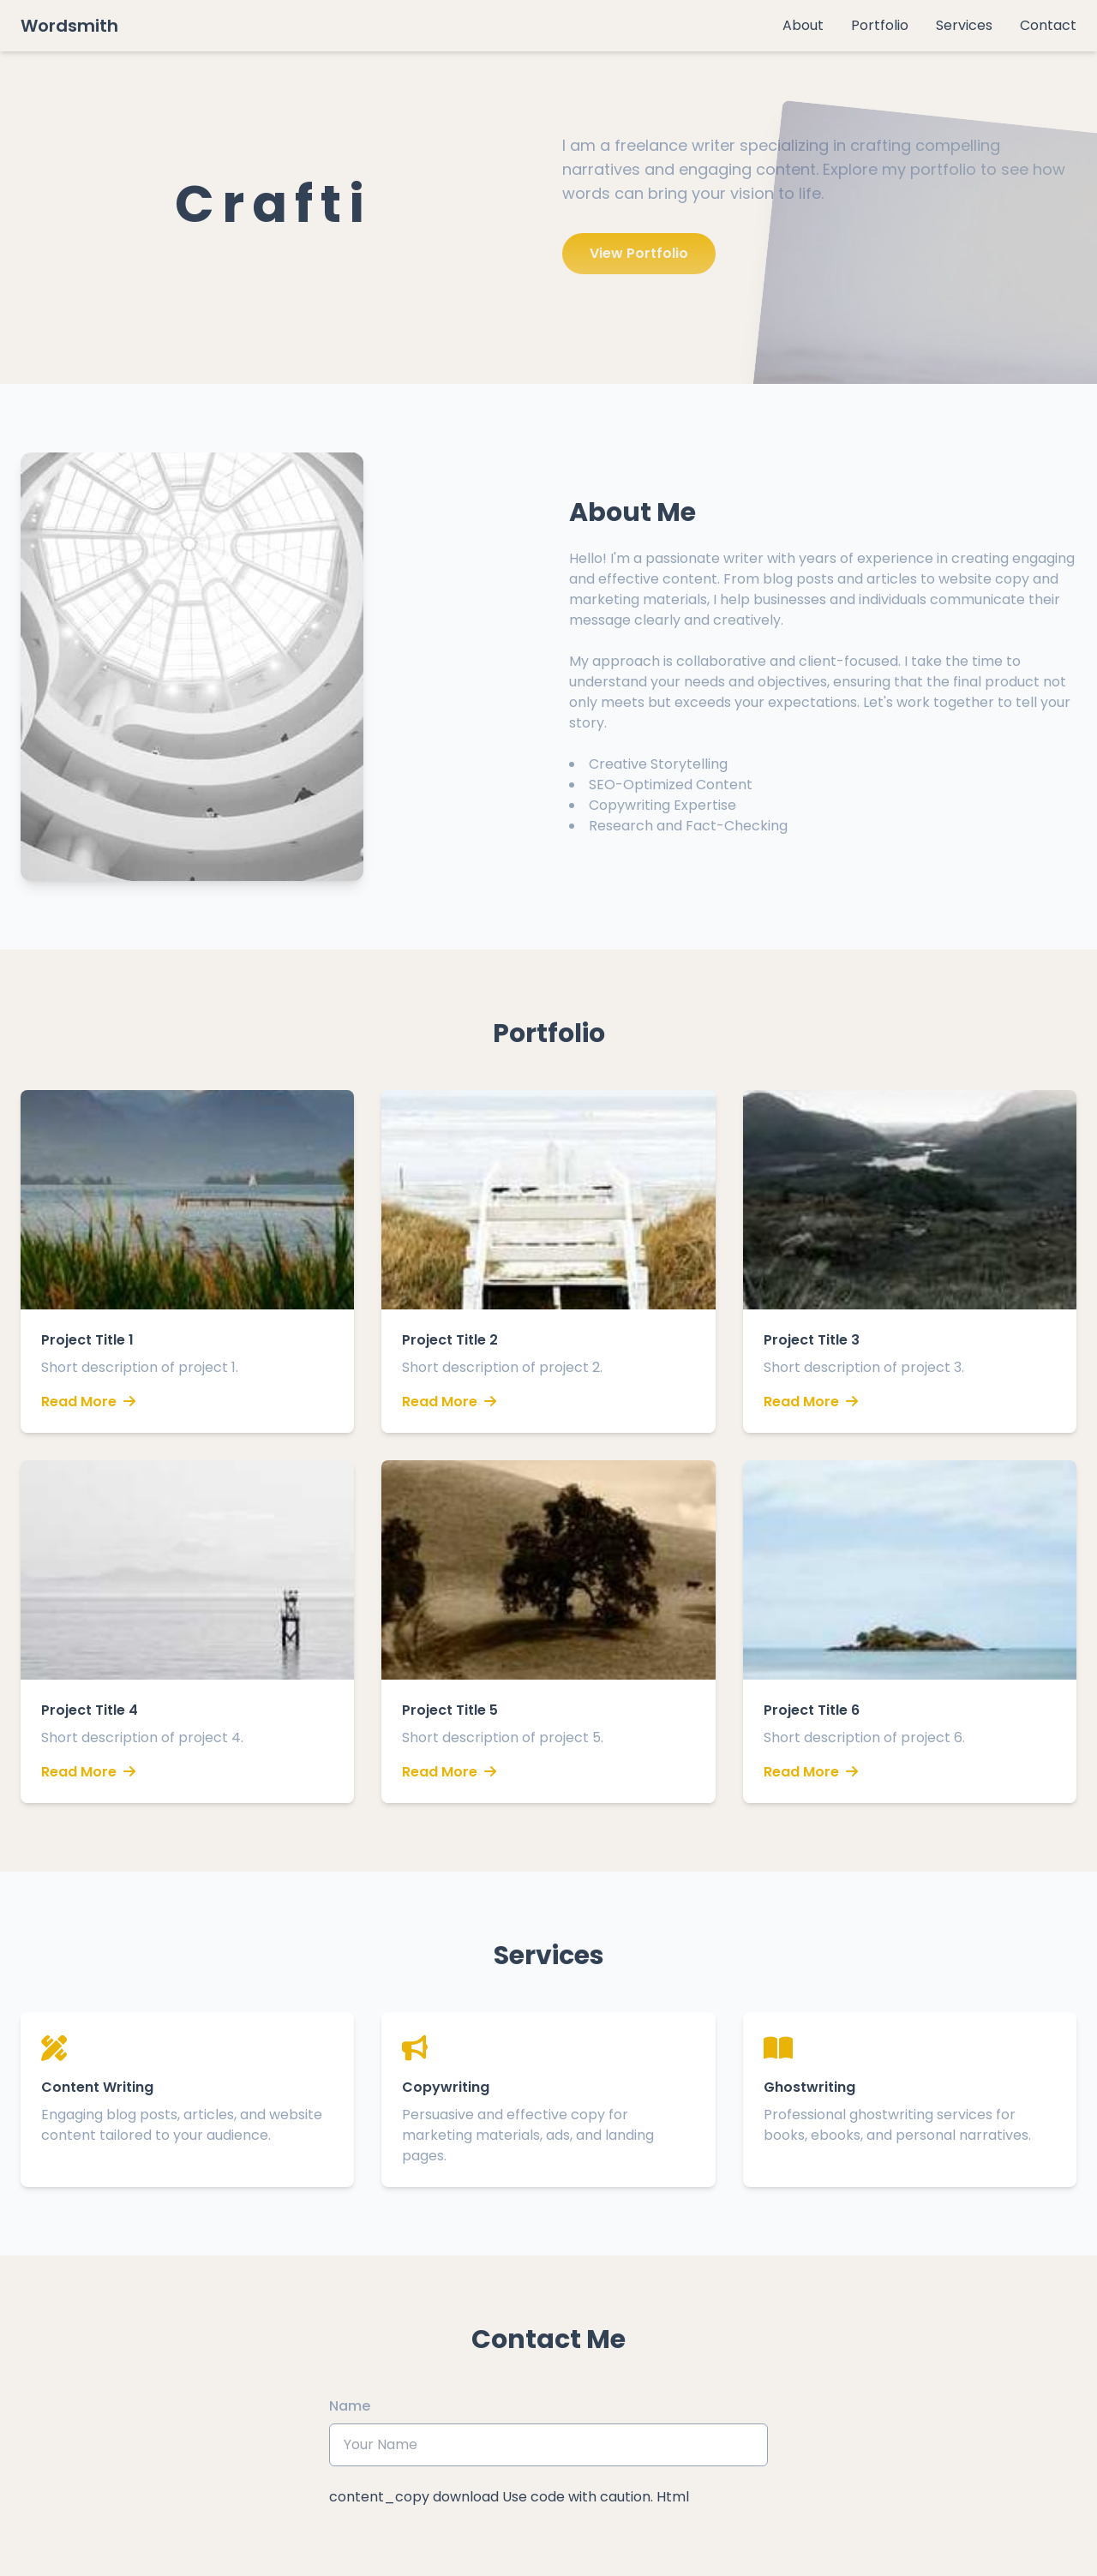 Wordsmith
About Portfolio Services Contact
Crafti
I am a freelance writer specializing in crafting compelling
narratives and engaging content. Explore my portfolio to see how
words can bring your vision to life.
View Portfolio
About Me
Hello! I'm a passionate writer with years of experience in creating engaging
and effective content. From blog posts and articles to website copy and
marketing materials, I help businesses and individuals communicate their
message clearly and creatively.
My approach is collaborative and client-focused. I take the time to
understand your needs and objectives, ensuring that the final product not
only meets but exceeds your expectations. Let's work together to tell your
story.
• Creative Storytelling
• SEO-Optimized Content
• Copywriting Expertise
• Research and Fact-Checking
Portfolio
Project Title 1
Short description of project 1.
Read More →
Project Title 2
Short description of project 2.
Read More →
Project Title 3
Short description of project 3.
Read More →
Project Title 4
Short description of project 4.
Read More →
Project Title 5
Short description of project 5.
Read More →
Project Title 6
Short description of project 6.
Read More →
Services
Content Writing
Engaging blog posts, articles, and website
content tailored to your audience.
Copywriting
Persuasive and effective copy for
marketing materials, ads, and landing
pages.
Ghostwriting
Professional ghostwriting services for
books, ebooks, and personal narratives.
Contact Me
Name
Your Name
content_copy download Use code with caution. Html